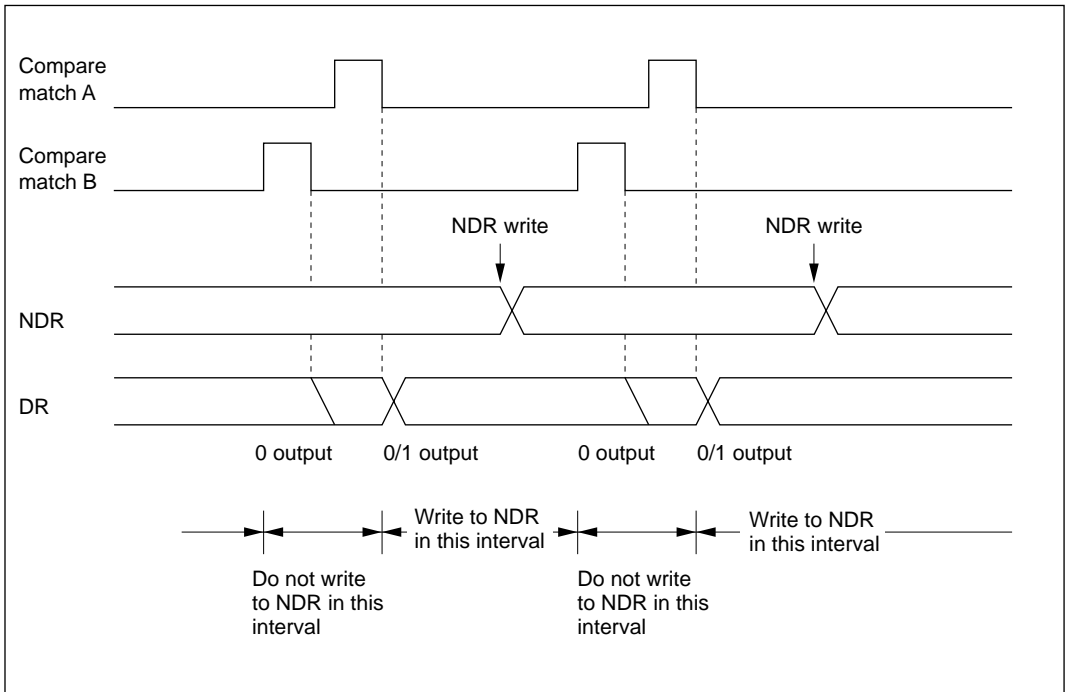 Compare
match A
Compare
match B
NDR write
NDR write
NDR
DR
0 output
0/1 output
0 output
0/1 output
Write to NDR
in this interval
Write to NDR
in this interval
Do not write
to NDR in this
interval
Do not write
to NDR in this
interval